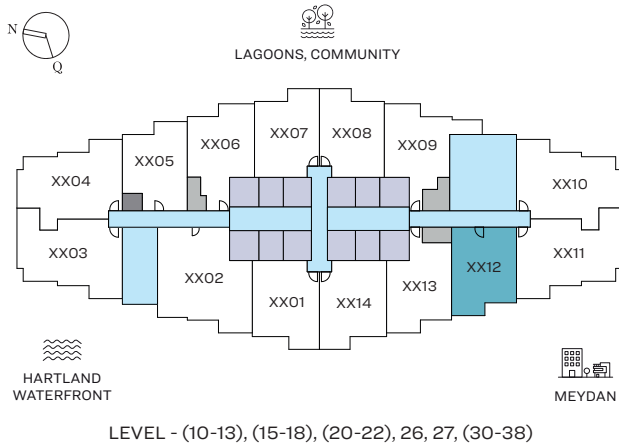 N
Q
LAGOONS, COMMUNITY
XX07
XX08
XX06
XX09
XX05
XX04
XX10
XX03
XX02
XX12
XX11
XX01
XX14
XX13
HARTLAND
WATERFRONT
MEYDAN
LEVEL - (10-13), (15-18), (20-22), 26, 27, (30-38)